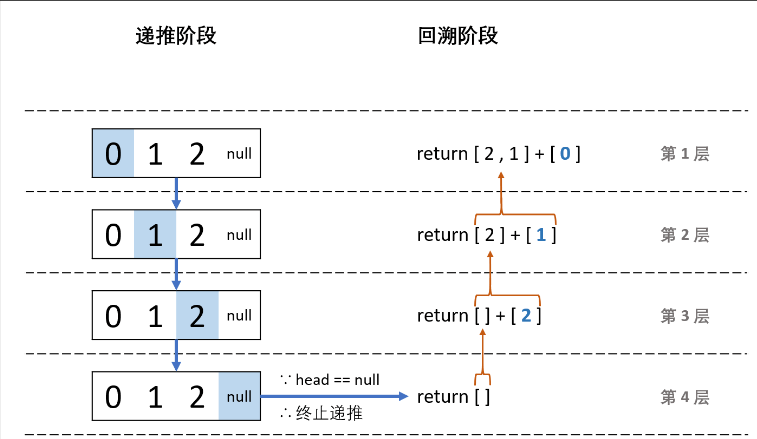 递推阶段 回溯阶段
0 1 2 null return [ 2 , 1 ] + [ 0 ] 第 1 层
0 1 2 null return [ 2 ] + [ 1 ] 第 2 层
0 1 2 null return [ ] + [ 2 ] 第 3 层
∵ head == null
0 1 2 null return [ ] 第 4 层
∴ 终止递推